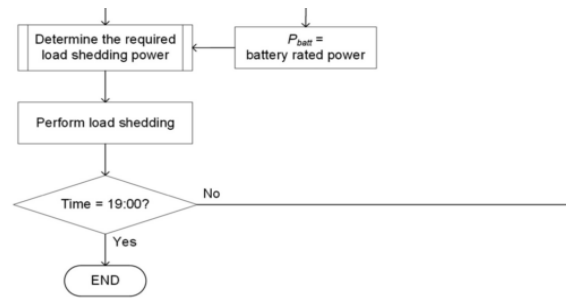 Determine the required
load shedding power
P_batt =
battery rated power
Perform load shedding
Time = 19:00?
No
Yes
END